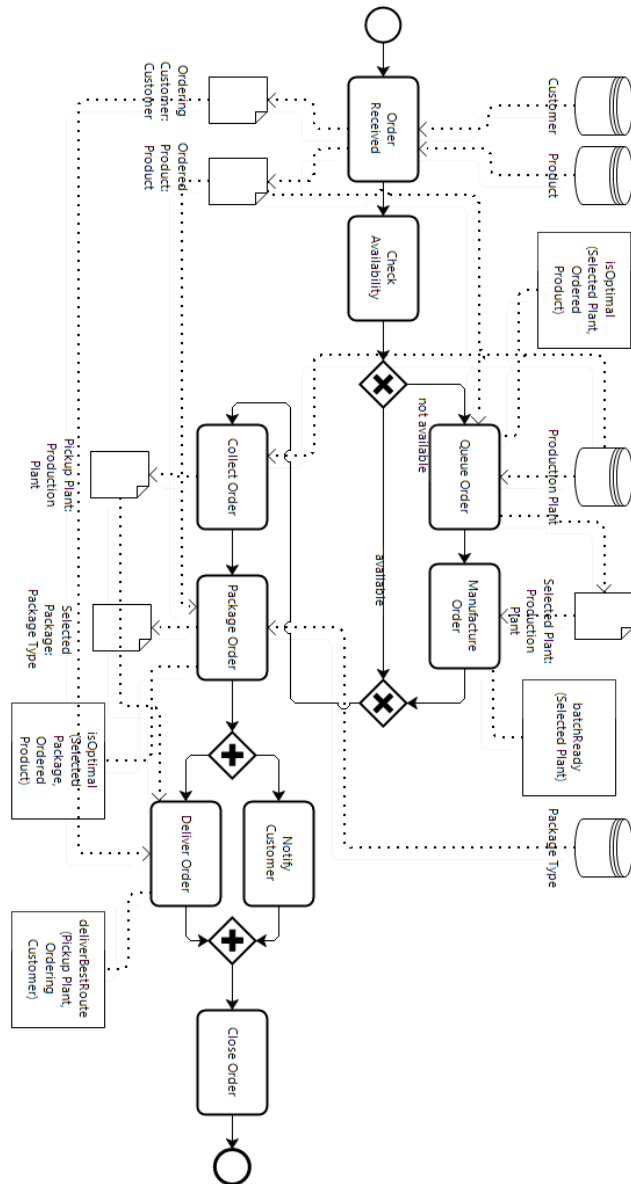 Customer
Product
isOptimal
(Selected Plant,
Ordered
Product)
Production Plant
Selected Plant:
Production
Plant
batchReady
(Selected Plant)
Package Type
Queue Order
Manufacture
Order
not available
Order
Received
Check
Availability
available
Notify
Customer
Collect Order
Package Order
Deliver Order
Close Order
Ordering
Customer:
Customer
Ordered
Product:
Product
Pickup Plant:
Production
Plant
Selected
Package:
Package Type
isOptimal
(Selected
Package,
Ordered
Product)
deliverBestRoute
(Pickup Plant,
Ordering
Customer)